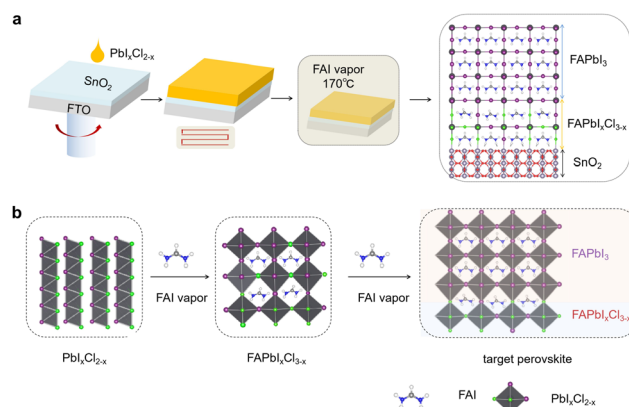 a
PbIₓCl₂₋ₓ
SnO₂
FTO
FAI vapor
170℃
FAPbI₃
FAPbIₓCl₃₋ₓ
SnO₂
b
FAI vapor
FAI vapor
FAPbI₃
FAPbIₓCl₃₋ₓ
PbIₓCl₂₋ₓ
FAPbIₓCl₃₋ₓ
target perovskite
FAI
PbIₓCl₂₋ₓ